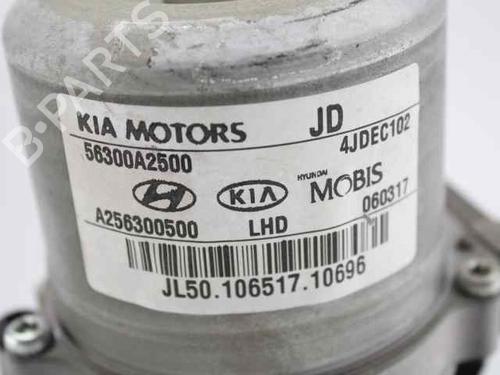 KIA MOTORS JD
56300A2500 4JDEC102
KIA HYUNDAI MOBIS
A256300500 LHD 060317
JL50.106517.10696
B-PARTS